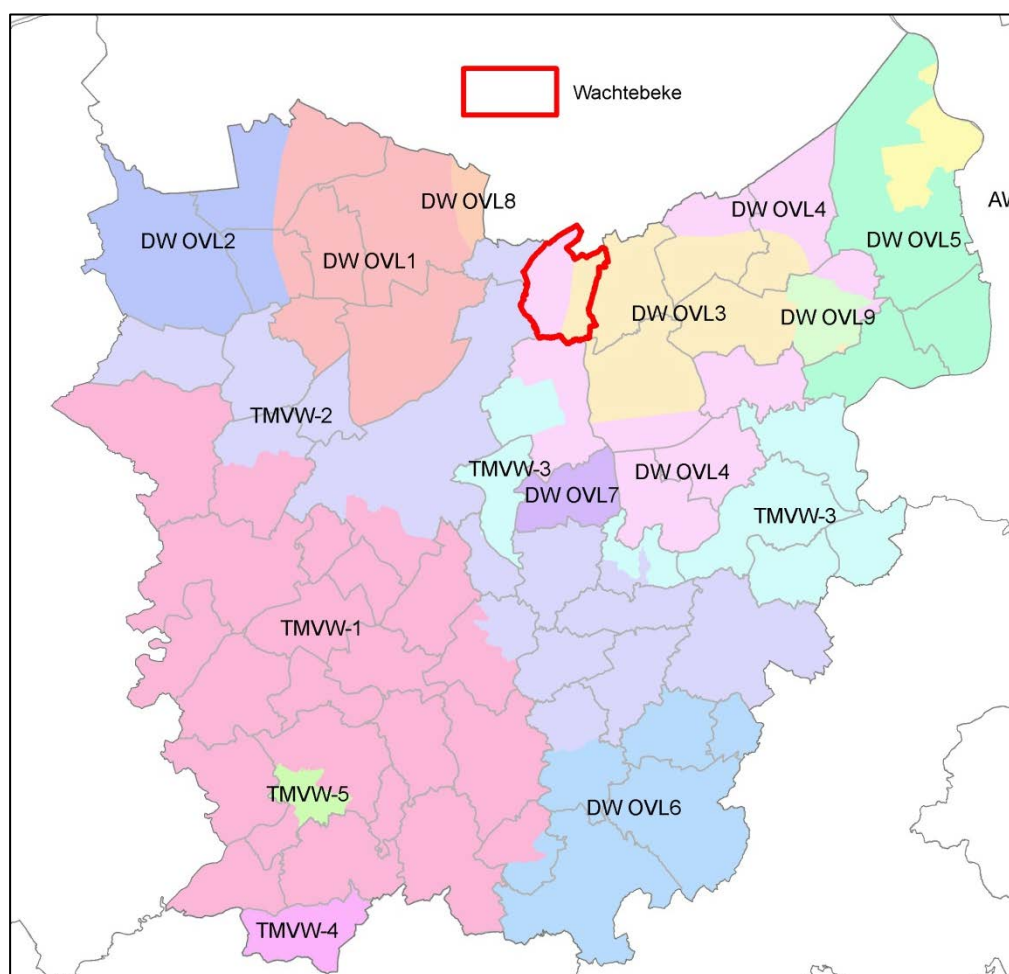 Wachtebeke
DW OVL8
DW OVL4
AW
DW OVL2
DW OVL1
DW OVL5
DW OVL3
DW OVL9
TMVW-2
TMVW-3
DW OVL4
DW OVL7
TMVW-3
TMVW-1
TMVW-5
DW OVL6
TMVW-4